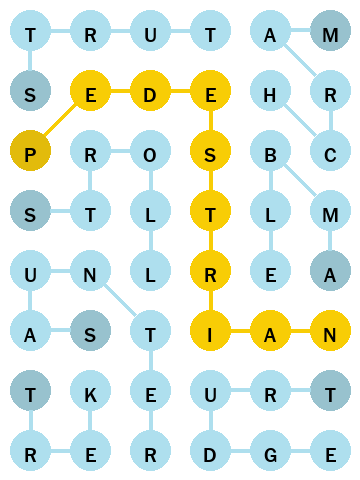 T R U T A M
S E D E H R
P R O S B C
S T L T L M
U N L R E A
A S T I A N
T K E U R T
R E R D G E